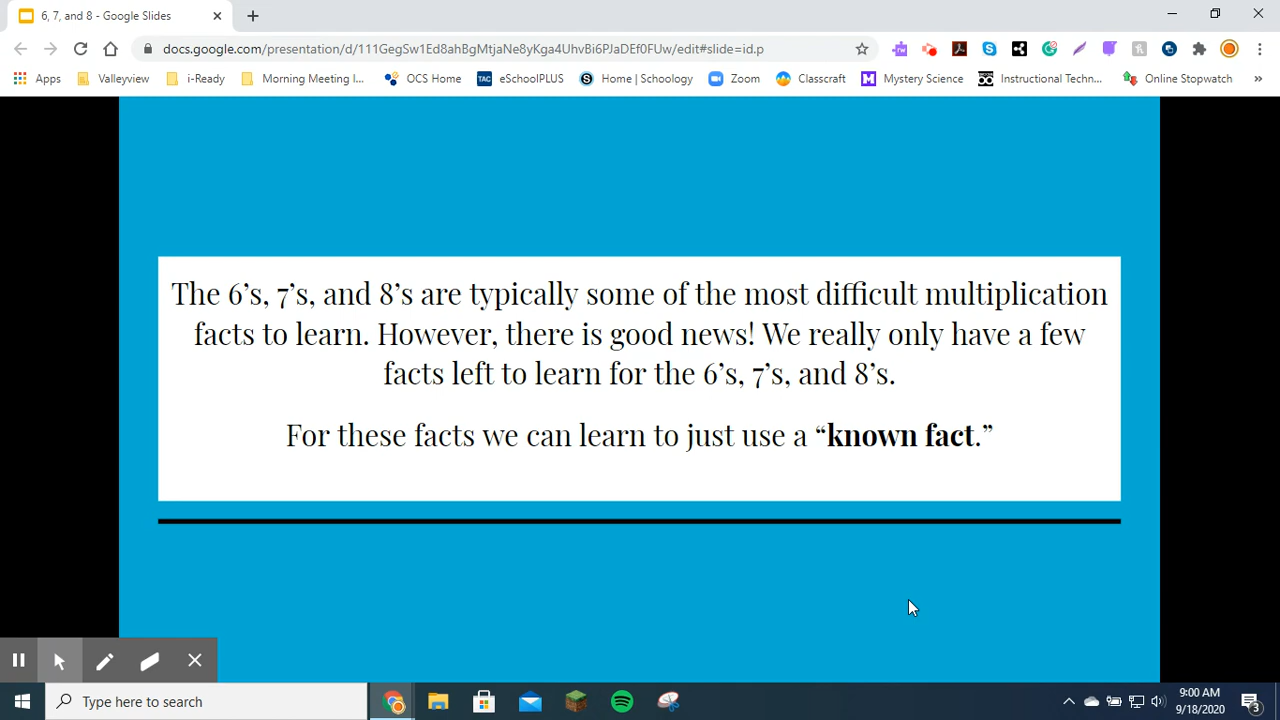 6, 7, and 8 - Google Slides
docs.google.com/presentation/d/111GegSw1Ed8ahBgMtjaNe8yKga4UhvBi6PJaDEf0FUw/edit#slide=id.p
Apps Valleyview i-Ready Morning Meeting I... OCS Home TAC eSchoolPLUS S Home | Schoology Zoom Classcraft M Mystery Science Instructional Techn... Online Stopwatch »
The 6’s, 7’s, and 8’s are typically some of the most difficult multiplication
facts to learn. However, there is good news! We really only have a few
facts left to learn for the 6’s, 7’s, and 8’s.
For these facts we can learn to just use a “known fact.”
Type here to search
9:00 AM
9/18/2020
3